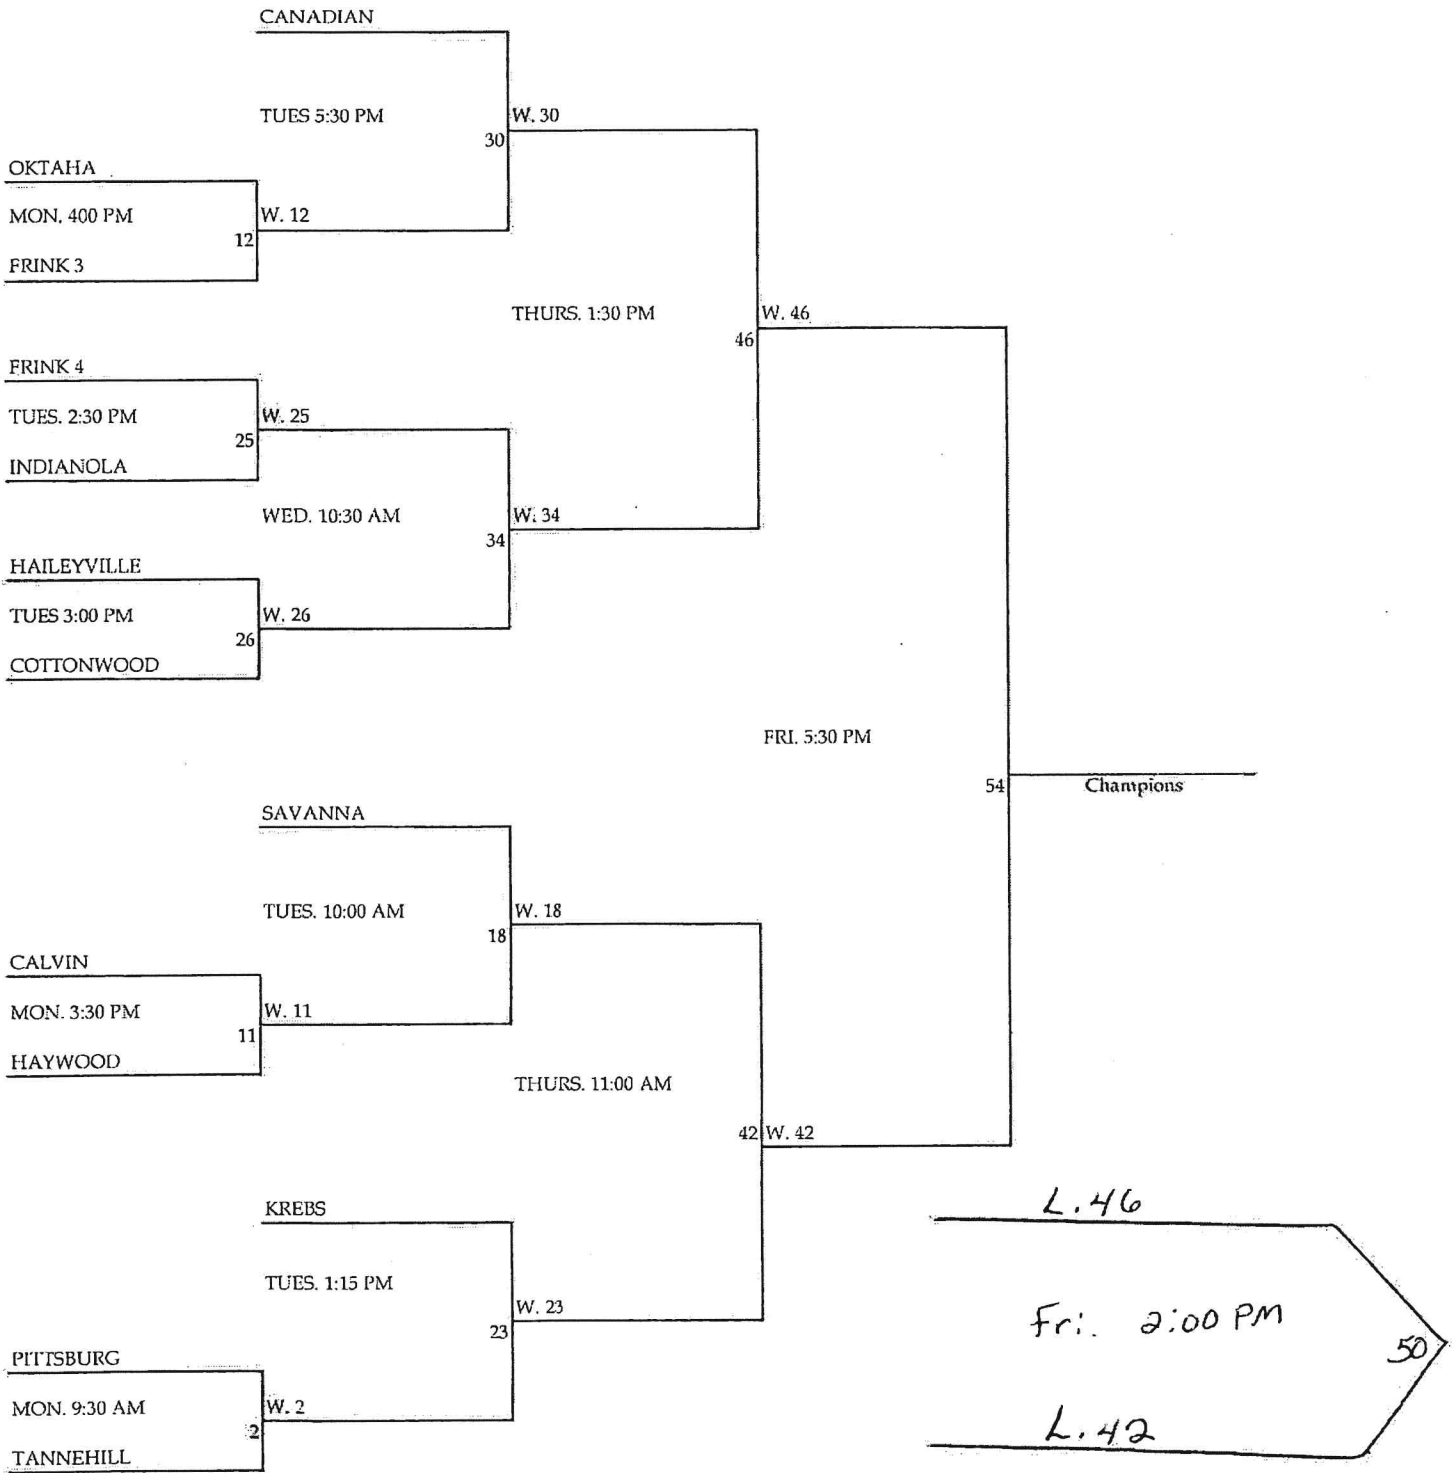 CANADIAN
TUES 5:30 PM
W. 30
30
OKTAHA
MON. 400 PM
W. 12
12
FRINK 3
THURS. 1:30 PM
W. 46
46
FRINK 4
TUES. 2:30 PM
W. 25
25
INDIANOLA
WED. 10:30 AM
W. 34
34
HAILEYVILLE
TUES 3:00 PM
W. 26
26
COTTONWOOD
FRI. 5:30 PM
54
Champions
SAVANNA
TUES. 10:00 AM
W. 18
18
CALVIN
MON. 3:30 PM
W. 11
11
HAYWOOD
THURS. 11:00 AM
42
W. 42
KREBS
TUES. 1:15 PM
W. 23
23
PITTSBURG
MON. 9:30 AM
W. 2
2
TANNEHILL
L. 46
Fri. 2:00 PM
50
L. 42